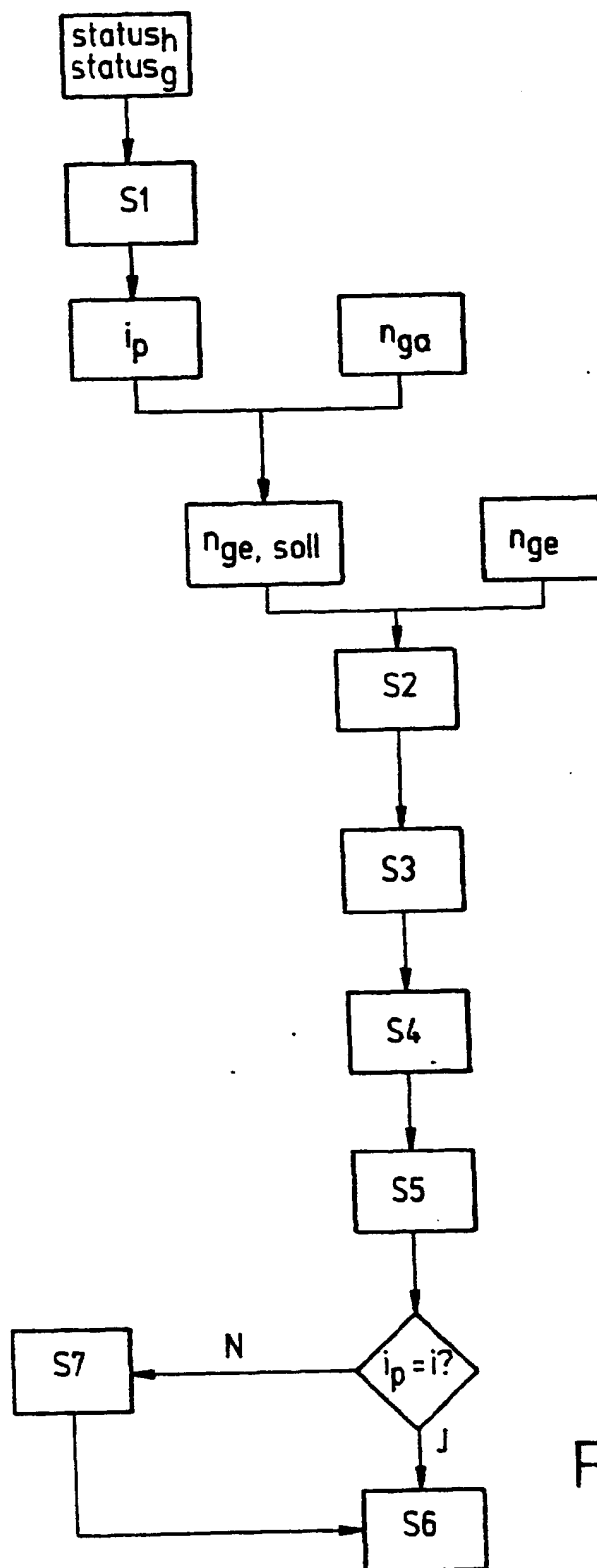 status_h
status_g
S1
i_p
n_ga
n_ge, soll
n_ge
S2
S3
S4
S5
i_p = i?
N
S7
J
S6
F